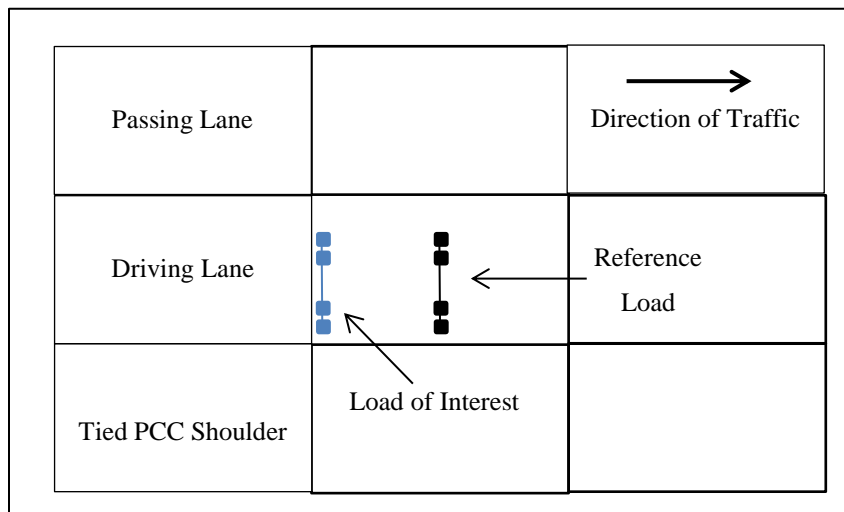 Passing Lane
Direction of Traffic
Driving Lane
Reference
Load
Load of Interest
Tied PCC Shoulder